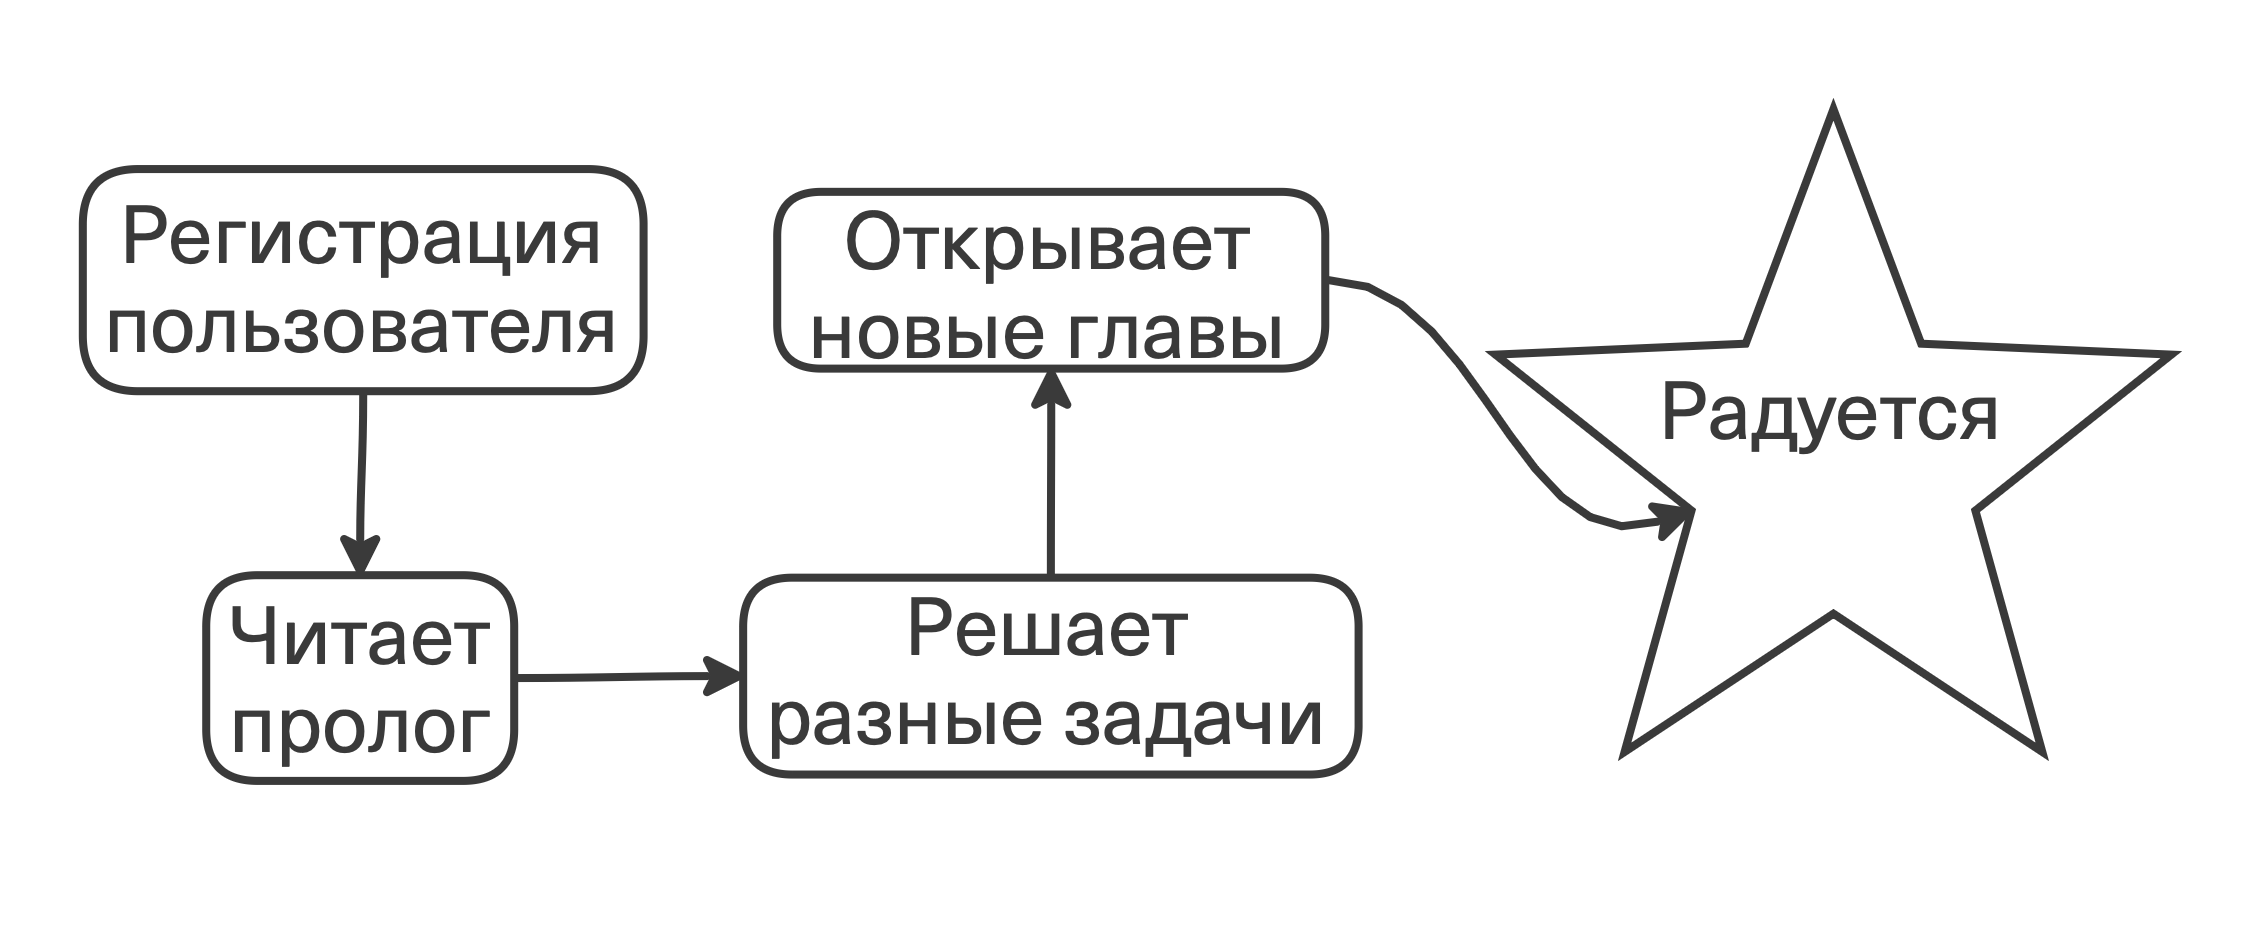 Регистрация
пользователя
Читает
пролог
Решает
разные задачи
Открывает
новые главы
Радуется